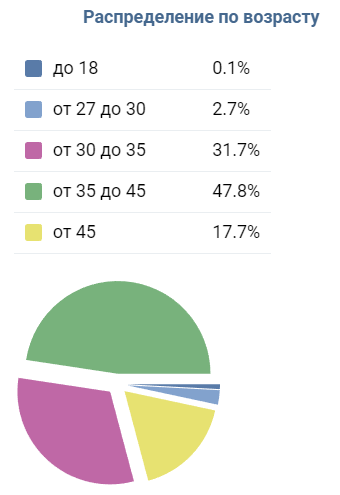 Распределение по возрасту
до 18 0.1%
от 27 до 30 2.7%
от 30 до 35 31.7%
от 35 до 45 47.8%
от 45 17.7%